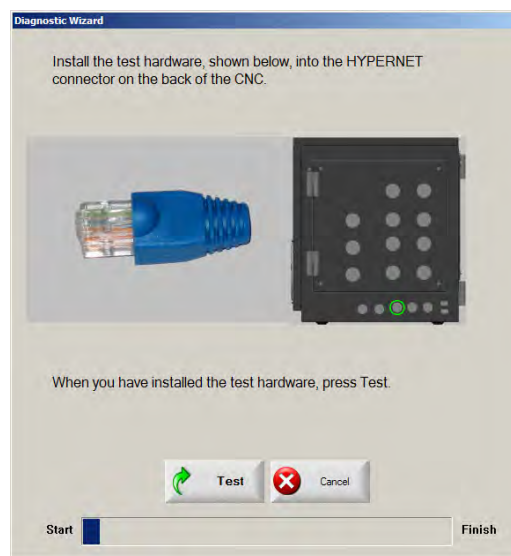 Diagnostic Wizard
Install the test hardware, shown below, into the HYPERNET
connector on the back of the CNC.
When you have installed the test hardware, press Test.
Test
Cancel
Start
Finish